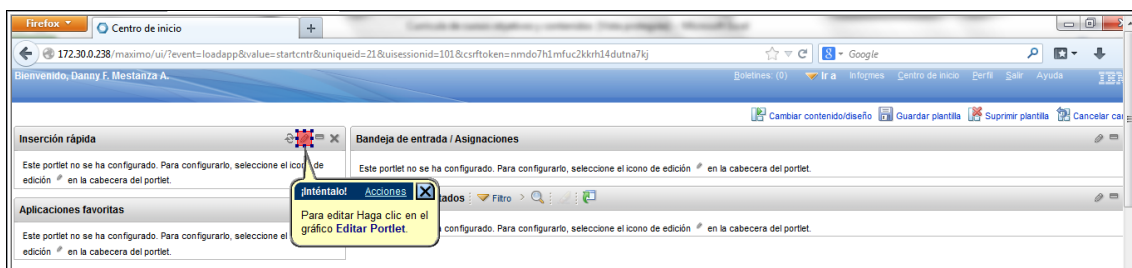 Firefox
Centro de inicio
172.30.0.238/maximo/ui/?event=loadapp&value=startcntr&uniqueid=21&uisessionid=101&csrftoken=nmdo7h1mfuc2kkrh14dutna7kj
Google
Bienvenido, Danny F. Mestanza A.
Boletines: (0) Ir a Informes Centro de inicio Perfil Salir Ayuda
Cambiar contenido/diseño Guardar plantilla Suprimir plantilla Cancelar
Inserción rápida
Bandeja de entrada / Asignaciones
Este portlet no se ha configurado. Para configurarlo, seleccione el icono de
edición en la cabecera del portlet.
Este portlet no se ha configurado. Para configurarlo, seleccione el icono de edición en la cabecera del portlet.
¡Inténtalo! Acciones
Para editar Haga clic en el
gráfico Editar Portlet.
tados Filtro
Aplicaciones favoritas
Este portlet no se ha configurado. Para configurarlo, seleccione el
edición en la cabecera del portlet.
configurado. Para configurarlo, seleccione el icono de edición en la cabecera del portlet.